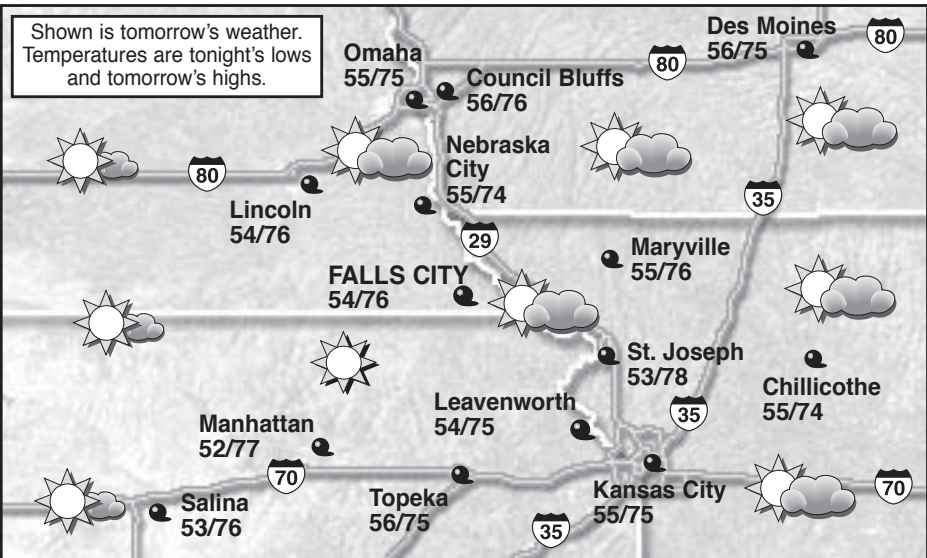 Shown is tomorrow's weather.
Temperatures are tonight's lows
and tomorrow's highs.
Des Moines
56/75
80
Omaha
55/75
80
Council Bluffs
56/76
Nebraska
City
55/74
80
Lincoln
54/76
35
29
Maryville
55/76
FALLS CITY
54/76
St. Joseph
53/78
Chillicothe
55/74
Leavenworth
54/75
35
Manhattan
52/77
70
Salina
53/76
Topeka
56/75
Kansas City
55/75
70
35